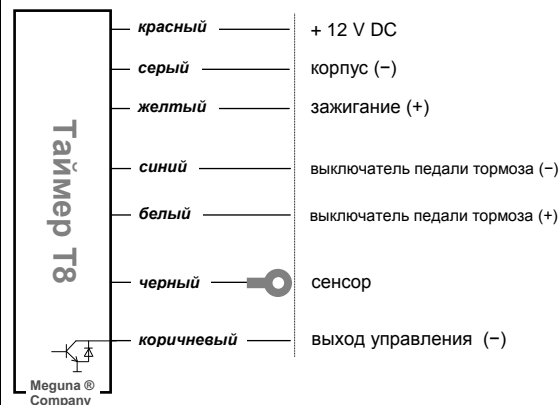 красный + 12 V DC
серый корпус (−)
желтый зажигание (+)
синий выключатель педали тормоза (−)
белый выключатель педали тормоза (+)
черный сенсор
коричневый выход управления (−)
Таймер Т8
Meguna ®
Company